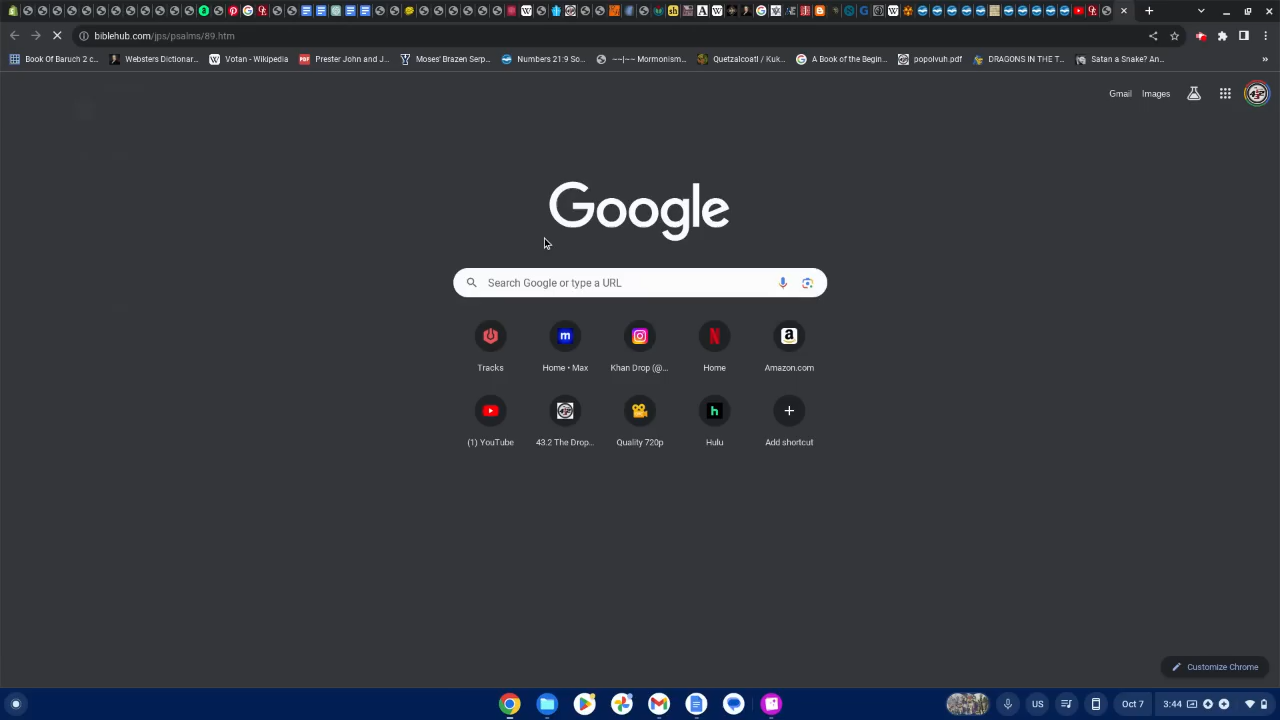 biblehub.com/jps/psalms/89.htm
Book Of Baruch 2 c...
Websters Dictionar...
Votan - Wikipedia
Prester John and J...
Moses' Brazen Serp...
Numbers 21:9 So...
~~|~~ Mormonism...
Quetzalcoatl / Kuk...
A Book of the Begin...
popolvuh.pdf
DRAGONS IN THE T...
Satan a Snake? An...
»
Gmail Images
Google
Search Google or type a URL
Tracks
Home • Max
Khan Drop (@...
Home
Amazon.com
(1) YouTube
43.2 The Drop...
Quality 720p
Hulu
Add shortcut
Customize Chrome
US
Oct 7
3:44